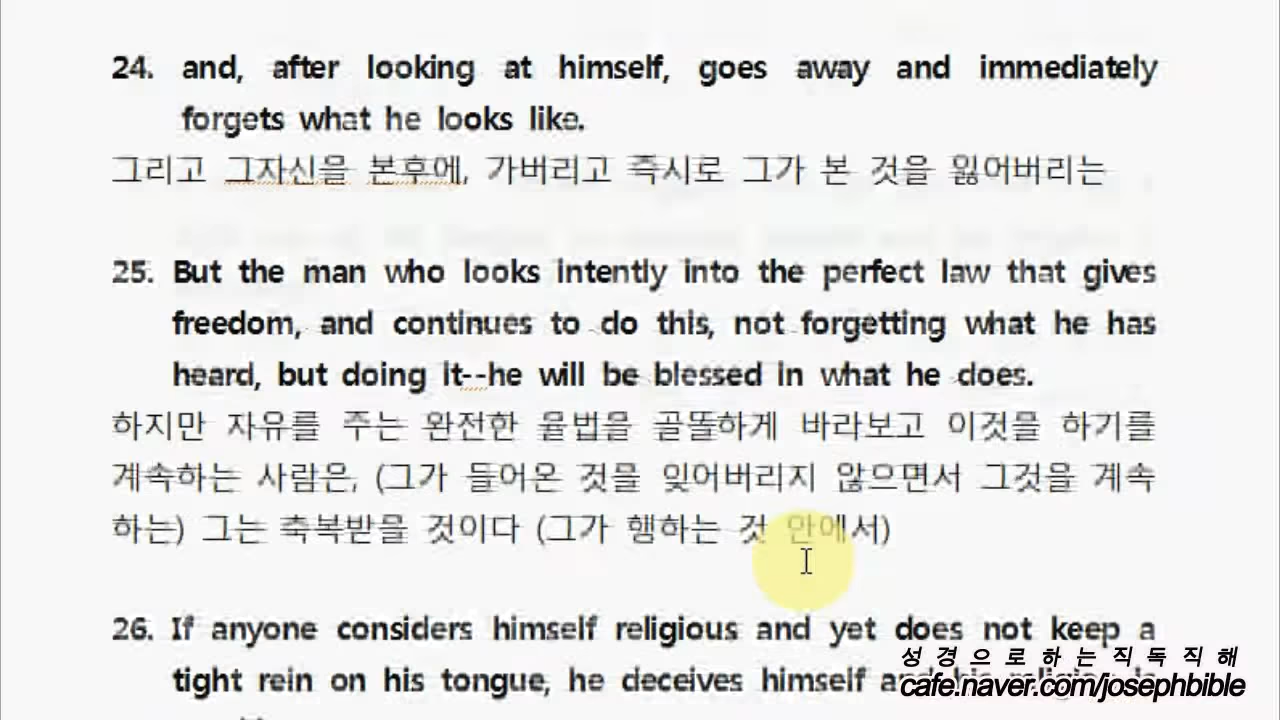 24. and, after looking at himself, goes away and immediately
forgets what he looks like.
그리고 그자신을 본후에, 가버리고 즉시로 그가 본 것을 잃어버리는
25. But the man who looks intently into the perfect law that gives
freedom, and continues to do this, not forgetting what he has
heard, but doing it--he will be blessed in what he does.
하지만 자유를 주는 완전한 율법을 골똘하게 바라보고 이것을 하기를
계속하는 사람은, (그가 들어온 것을 잊어버리지 않으면서 그것을 계속
하는) 그는 축복받을 것이다 (그가 행하는 것 안에서)
26. If anyone considers himself religious and yet does not keep a
tight rein on his tongue, he deceives himself
성경으로하는직독직해
cafe.naver.com/josephbible